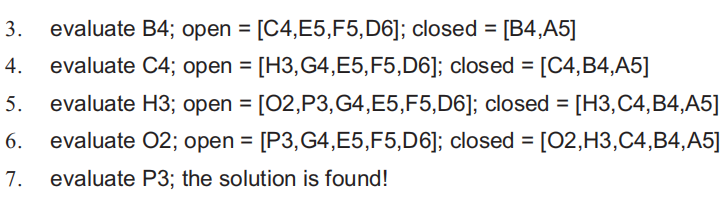 3. evaluate B4; open = [C4,E5,F5,D6]; closed = [B4,A5]
4. evaluate C4; open = [H3,G4,E5,F5,D6]; closed = [C4,B4,A5]
5. evaluate H3; open = [O2,P3,G4,E5,F5,D6]; closed = [H3,C4,B4,A5]
6. evaluate O2; open = [P3,G4,E5,F5,D6]; closed = [O2,H3,C4,B4,A5]
7. evaluate P3; the solution is found!